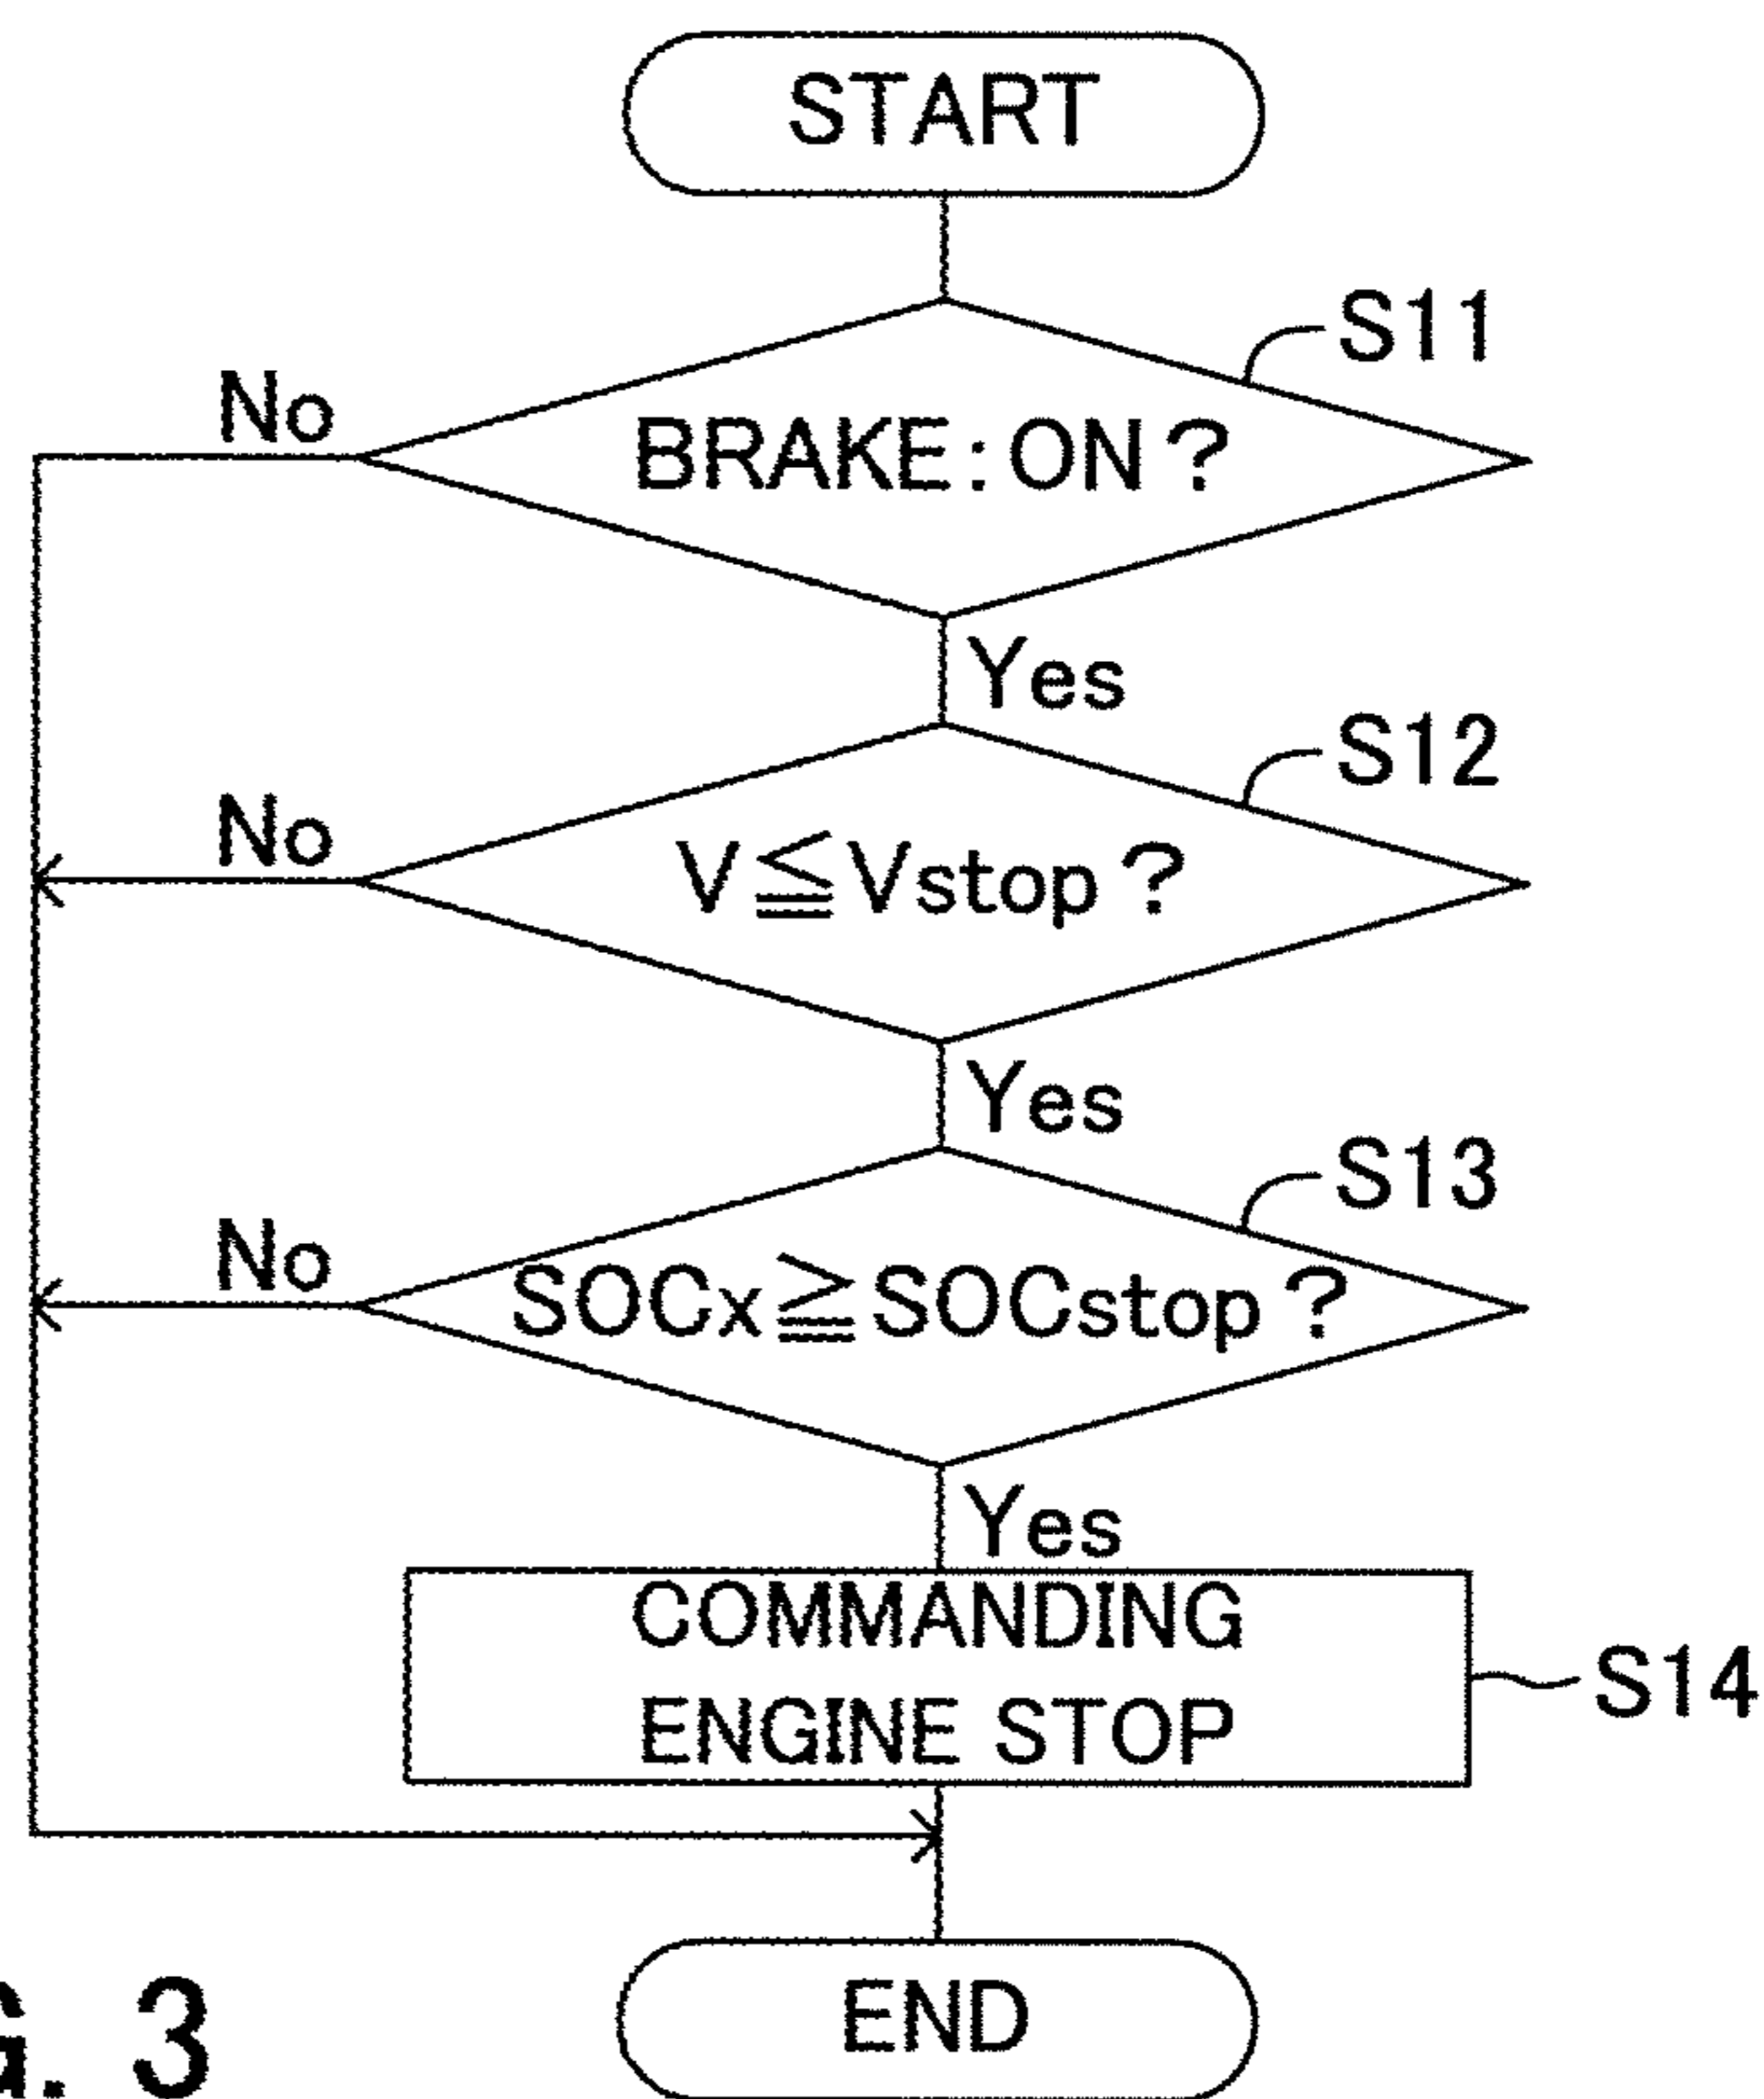 START
S11
No
BRAKE:ON?
Yes
S12
No
V≦Vstop?
Yes
S13
No
SOCx≧SOCstop?
Yes
COMMANDING
ENGINE STOP
S14
END
G. 3